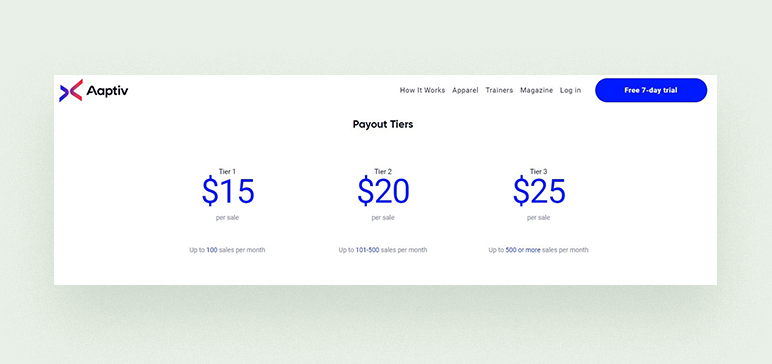 Aaptiv
How It Works Apparel Trainers Magazine Log in Free 7-day trial
Payout Tiers
Tier 1 Tier 2 Tier 3
$15 $20 $25
per sale per sale per sale
Up to 100 sales per month Up to 101-500 sales per month Up to 500 or more sales per month